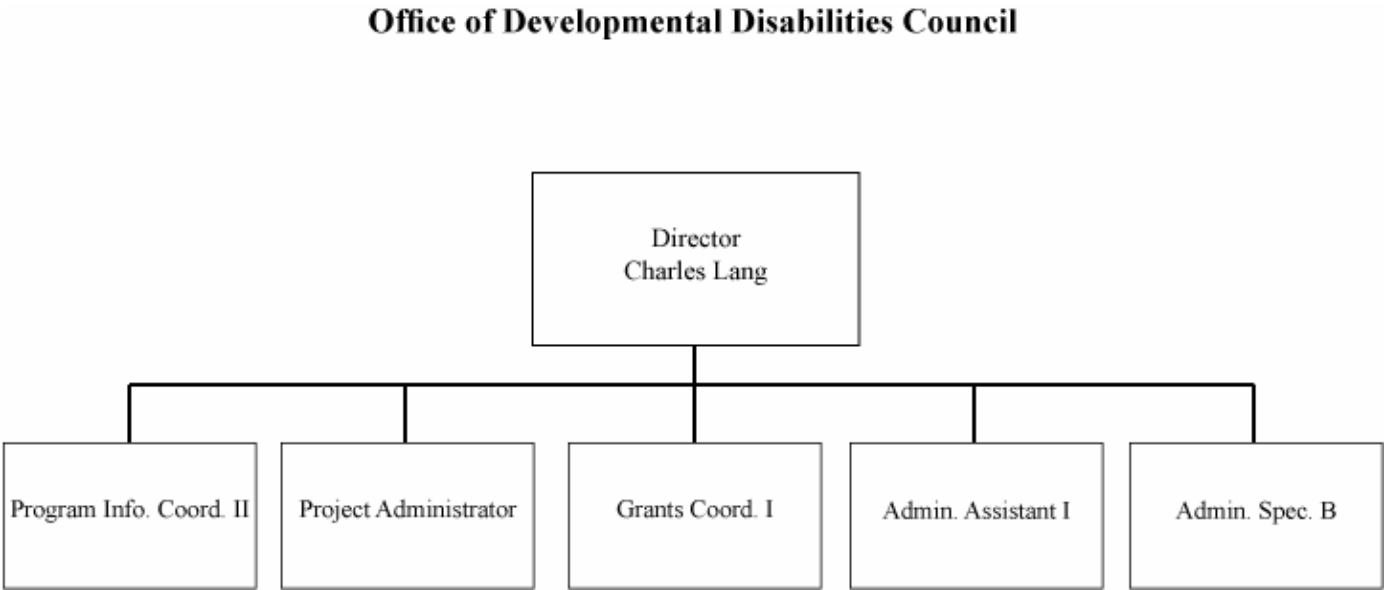 Office of Developmental Disabilities Council
Director
Charles Lang
Program Info. Coord. II
Project Administrator
Grants Coord. I
Admin. Assistant I
Admin. Spec. B